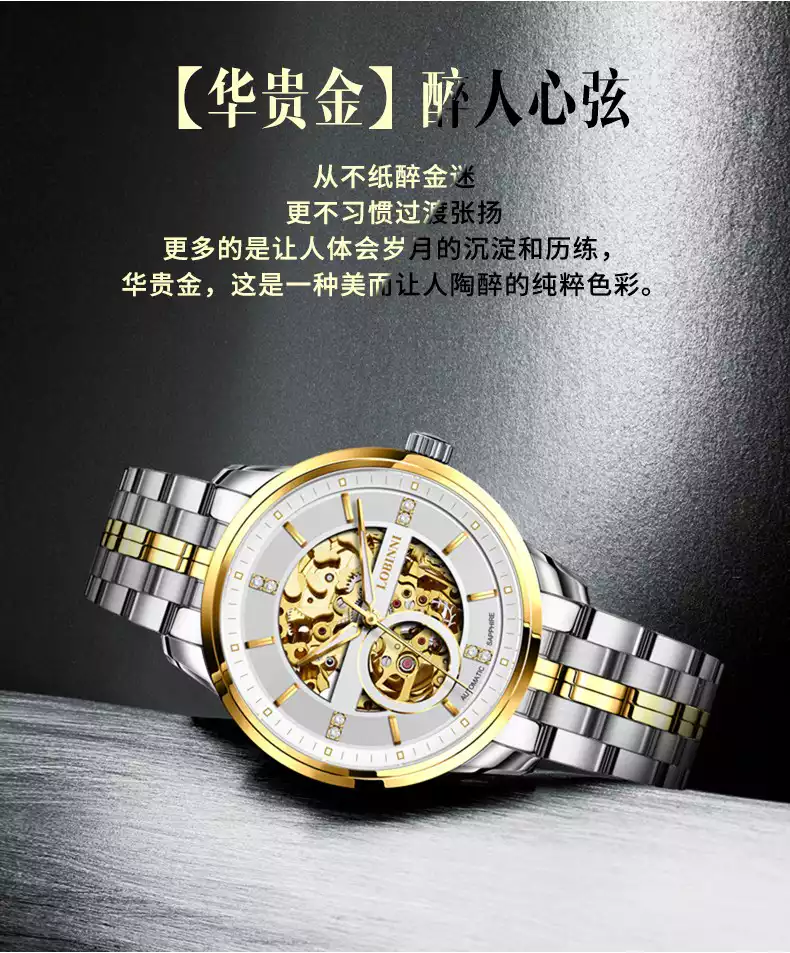 【华贵金】醉人心弦
从不纸醉金迷
更不习惯过渡张扬
更多的是让人体会岁月的沉淀和历练，
华贵金，这是一种美而让人陶醉的纯粹色彩。
LOBINNI
AUTOMATIC SAPPHIRE